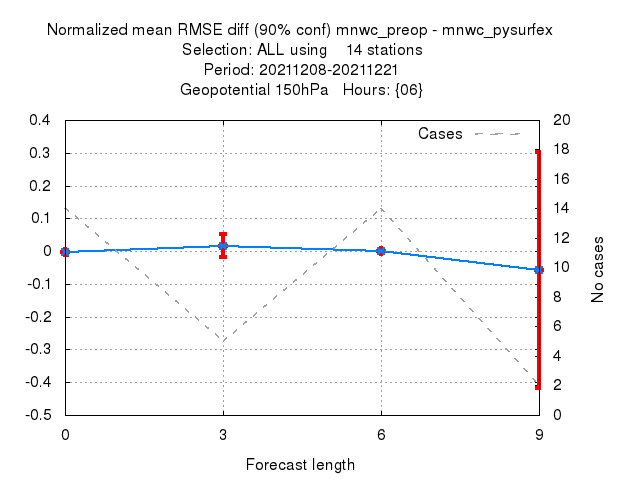 Normalized mean RMSE diff (90% conf) mnwc_preop - mnwc_pysurfex
Selection: ALL using    14 stations
Period: 20211208-20211221
Geopotential 150hPa   Hours: {06}
Cases
0.4
0.3
0.2
0.1
0
-0.1
-0.2
-0.3
-0.4
-0.5
20
18
16
14
12
10
8
6
4
2
0
No cases
0 3 6 9
Forecast length